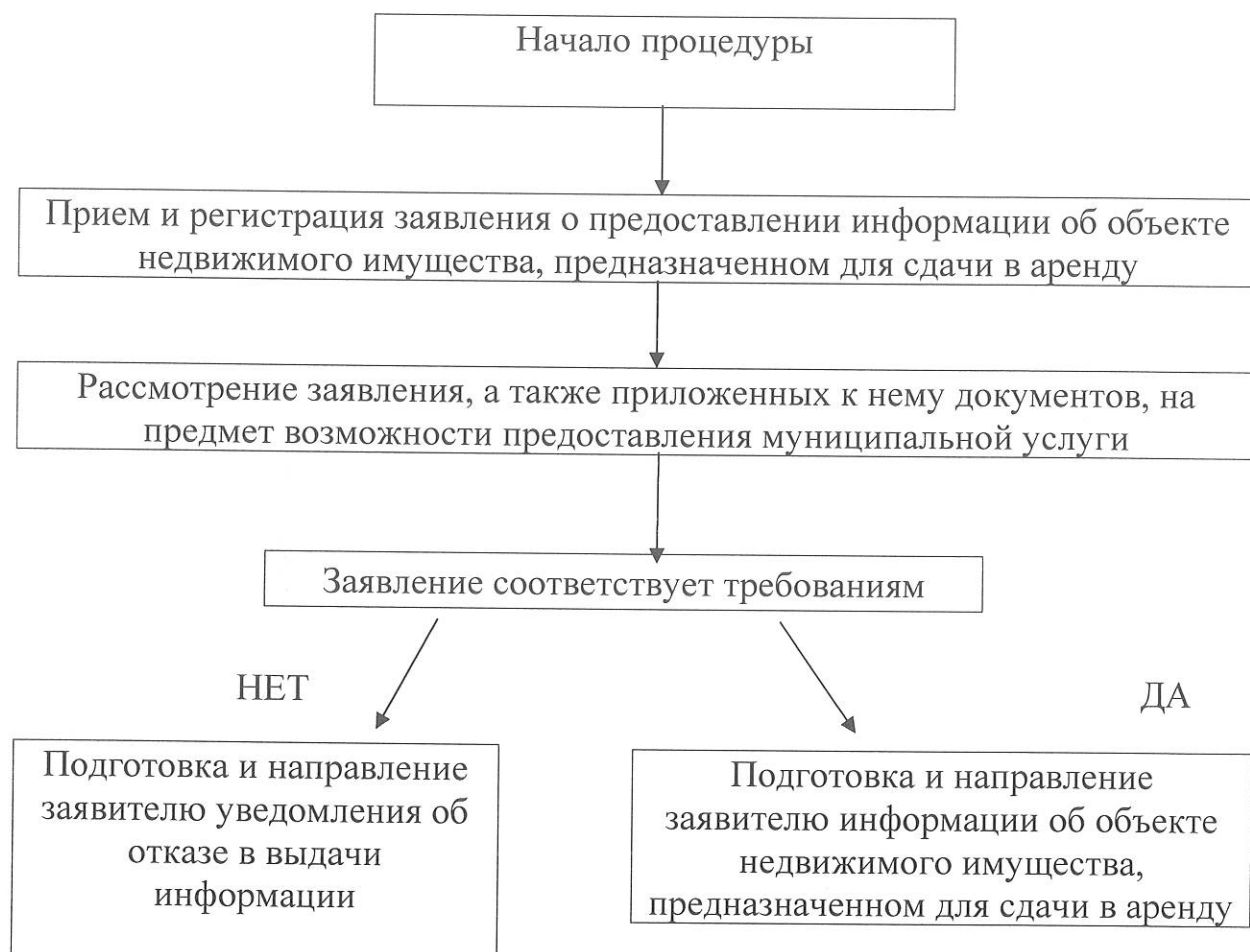 Начало процедуры
Прием и регистрация заявления о предоставлении информации об объекте
недвижимого имущества, предназначенном для сдачи в аренду
Рассмотрение заявления, а также приложенных к нему документов, на
предмет возможности предоставления муниципальной услуги
Заявление соответствует требованиям
НЕТ
ДА
Подготовка и направление
заявителю уведомления об
отказе в выдачи
информации
Подготовка и направление
заявителю информации об объекте
недвижимого имущества,
предназначенном для сдачи в аренду